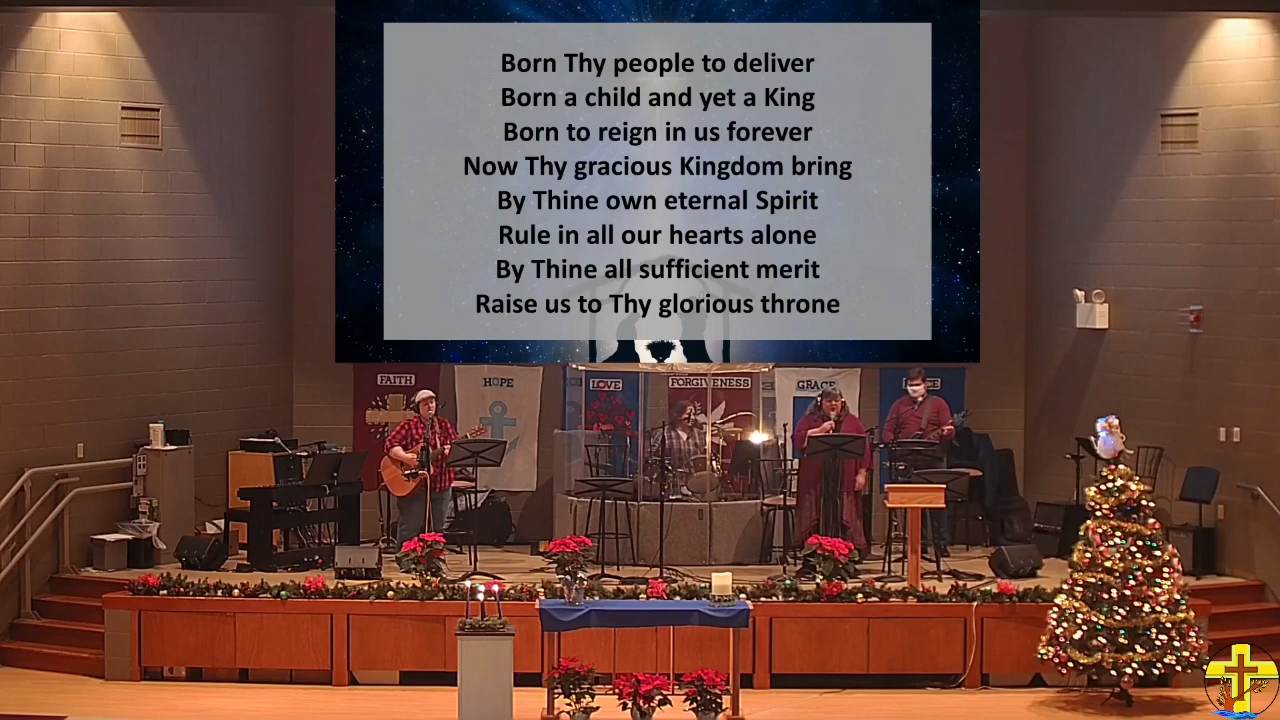 Born Thy people to deliver
Born a child and yet a King
Born to reign in us forever
Now Thy gracious Kingdom bring
By Thine own eternal Spirit
Rule in all our hearts alone
By Thine all sufficient merit
Raise us to Thy glorious throne
FAITH
HOPE
LOVE
FORGIVENESS
GRACE